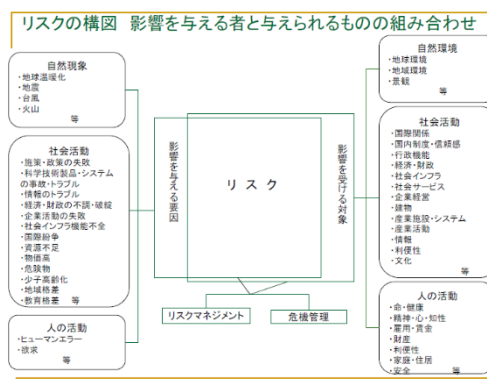 リスクの構図 影響を与える者と与えられるものの組み合わせ
自然現象
・地球温暖化
・地震
・台風
・火山
等
社会活動
・施策・政策の失敗
・科学技術製品・システム
の事故・トラブル
・情報のトラブル
・経済・財政の不調・破綻
・企業活動の失敗
・社会インフラ機能不全
・国際紛争
・資源不足
・物価高
・危険物
・少子高齢化
・地域格差
・教育格差 等
人の活動
・ヒューマンエラー
・欲求
等
影響を与える要因
リスク
影響を受ける対象
リスクマネジメント
危機管理
自然環境
・地球環境
・地域環境
・景観
等
社会活動
・国際関係
・国内制度・信頼感
・行政機能
・経済・財政
・社会インフラ
・社会サービス
・企業経営
・建物
・産業施設・システム
・産業活動
・情報
・利便性
・文化
等
人の活動
・命・健康
・精神・心・知性
・雇用・賃金
・財産
・利便性
・家庭・住居
・安全 等